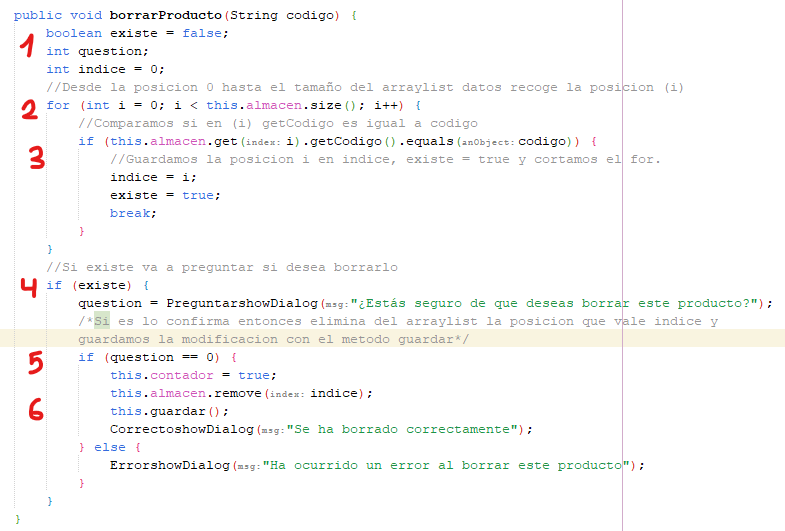 public void borrarProducto(String codigo) {
1 boolean existe = false;
int question;
int indice = 0;
//Desde la posicion 0 hasta el tamaño del arraylist datos recoge la posicion (i)
2 for (int i = 0; i < this.almacen.size(); i++) {
//Comparamos si en (i) getCodigo es igual a codigo
3 if (this.almacen.get(index: i).getCodigo().equals(anObject: codigo)) {
//Guardamos la posicion i en indice, existe = true y cortamos el for.
indice = i;
existe = true;
break;
}
}
//Si existe va a preguntar si desea borrarlo
4 if (existe) {
question = PreguntarshowDialog(msg:"¿Estás seguro de que deseas borrar este producto?");
/*Si es lo confirma entonces elimina del arraylist la posicion que vale indice y
guardamos la modificacion con el metodo guardar*/
5 if (question == 0) {
this.contador = true;
this.almacen.remove(index: indice);
6 this.guardar();
CorrectoshowDialog(msg:"Se ha borrado correctamente");
} else {
ErrorshowDialog(msg:"Ha ocurrido un error al borrar este producto");
}
}
}